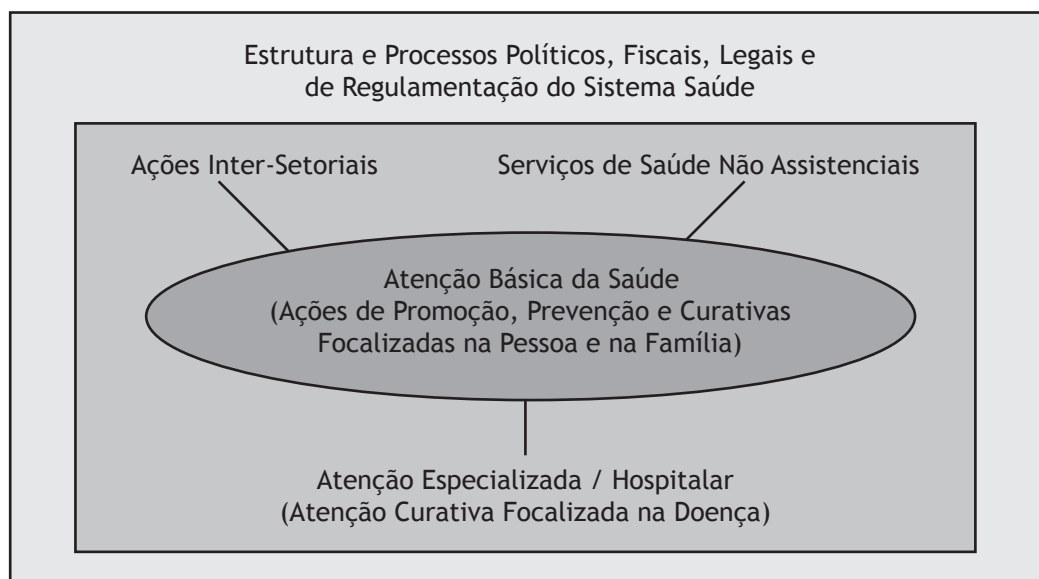 Estrutura e Processos Políticos, Fiscais, Legais e
de Regulamentação do Sistema Saúde
Ações Inter-Setoriais
Serviços de Saúde Não Assistenciais
Atenção Básica da Saúde
(Ações de Promoção, Prevenção e Curativas
Focalizadas na Pessoa e na Família)
Atenção Especializada / Hospitalar
(Atenção Curativa Focalizada na Doença)